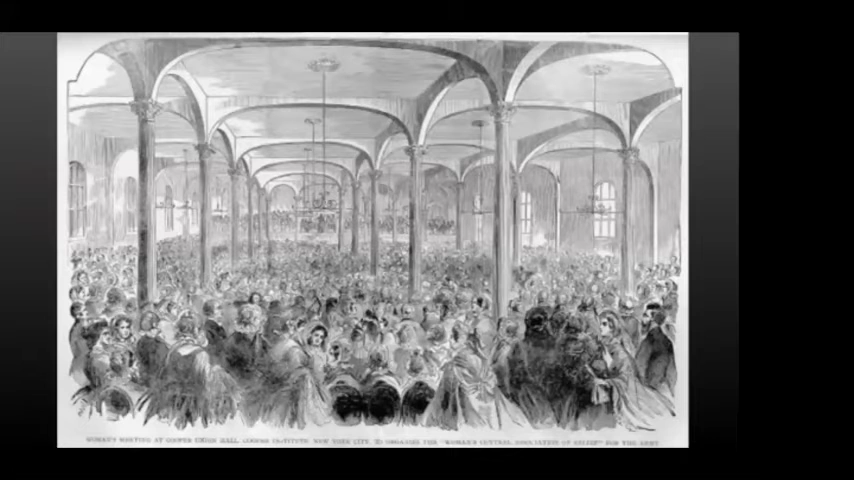 WOMAN'S MEETING AT COOPER UNION HALL, COOPER INSTITUTE, NEW YORK CITY, TO ORGANIZE THE "WOMAN'S CENTRAL ASSOCIATION OF RELIEF" FOR THE ARMY